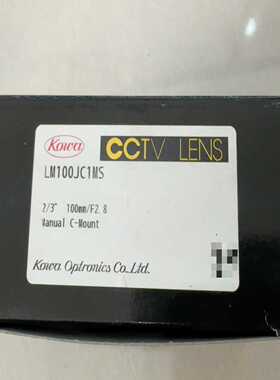 Kowa
CCTV LENS
LM100JC1MS
2/3" 100mm/F2.8
Manual C-Mount
Kowa Optronics Co.Ltd.